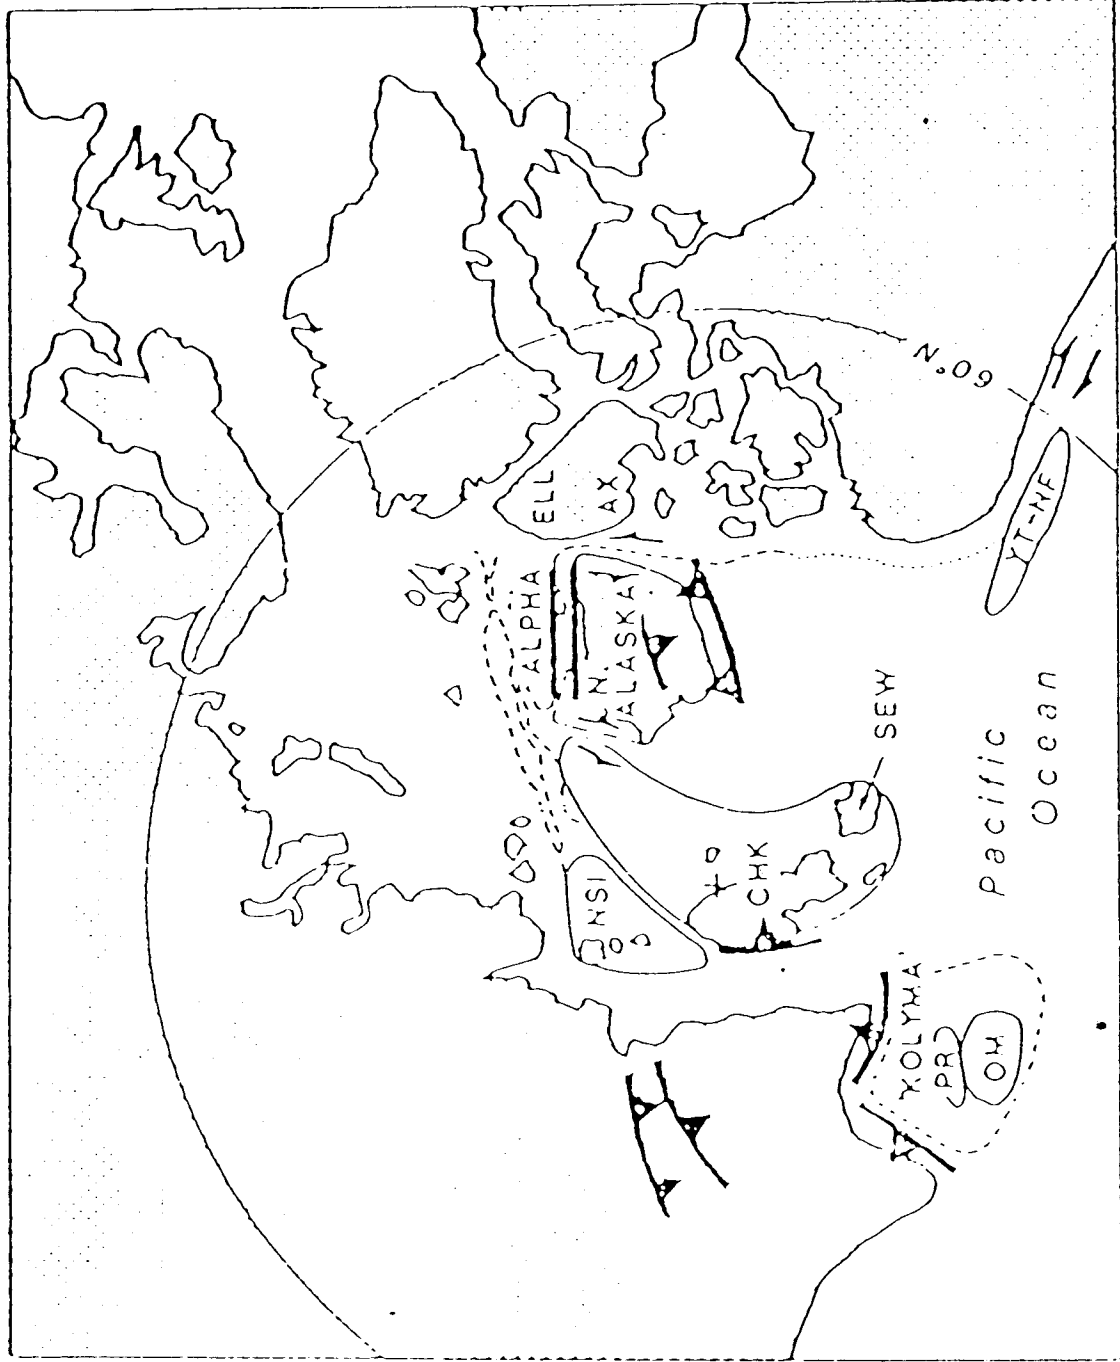 60°N
ELL
AX
YT-NF
ALPHA
N.
ALASKA
SEW
Pacific
Ocean
NSI
CHK
KOLYMA
PR
OM